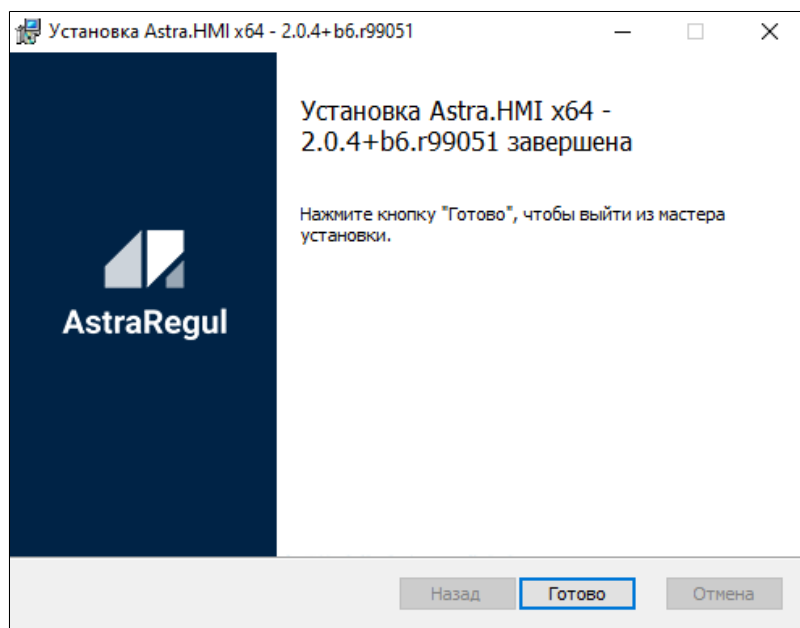 Установка Astra.HMI x64 - 2.0.4+b6.r99051
Установка Astra.HMI x64 -
2.0.4+b6.r99051 завершена
Нажмите кнопку "Готово", чтобы выйти из мастера
установки.
AstraRegul
Назад
Готово
Отмена